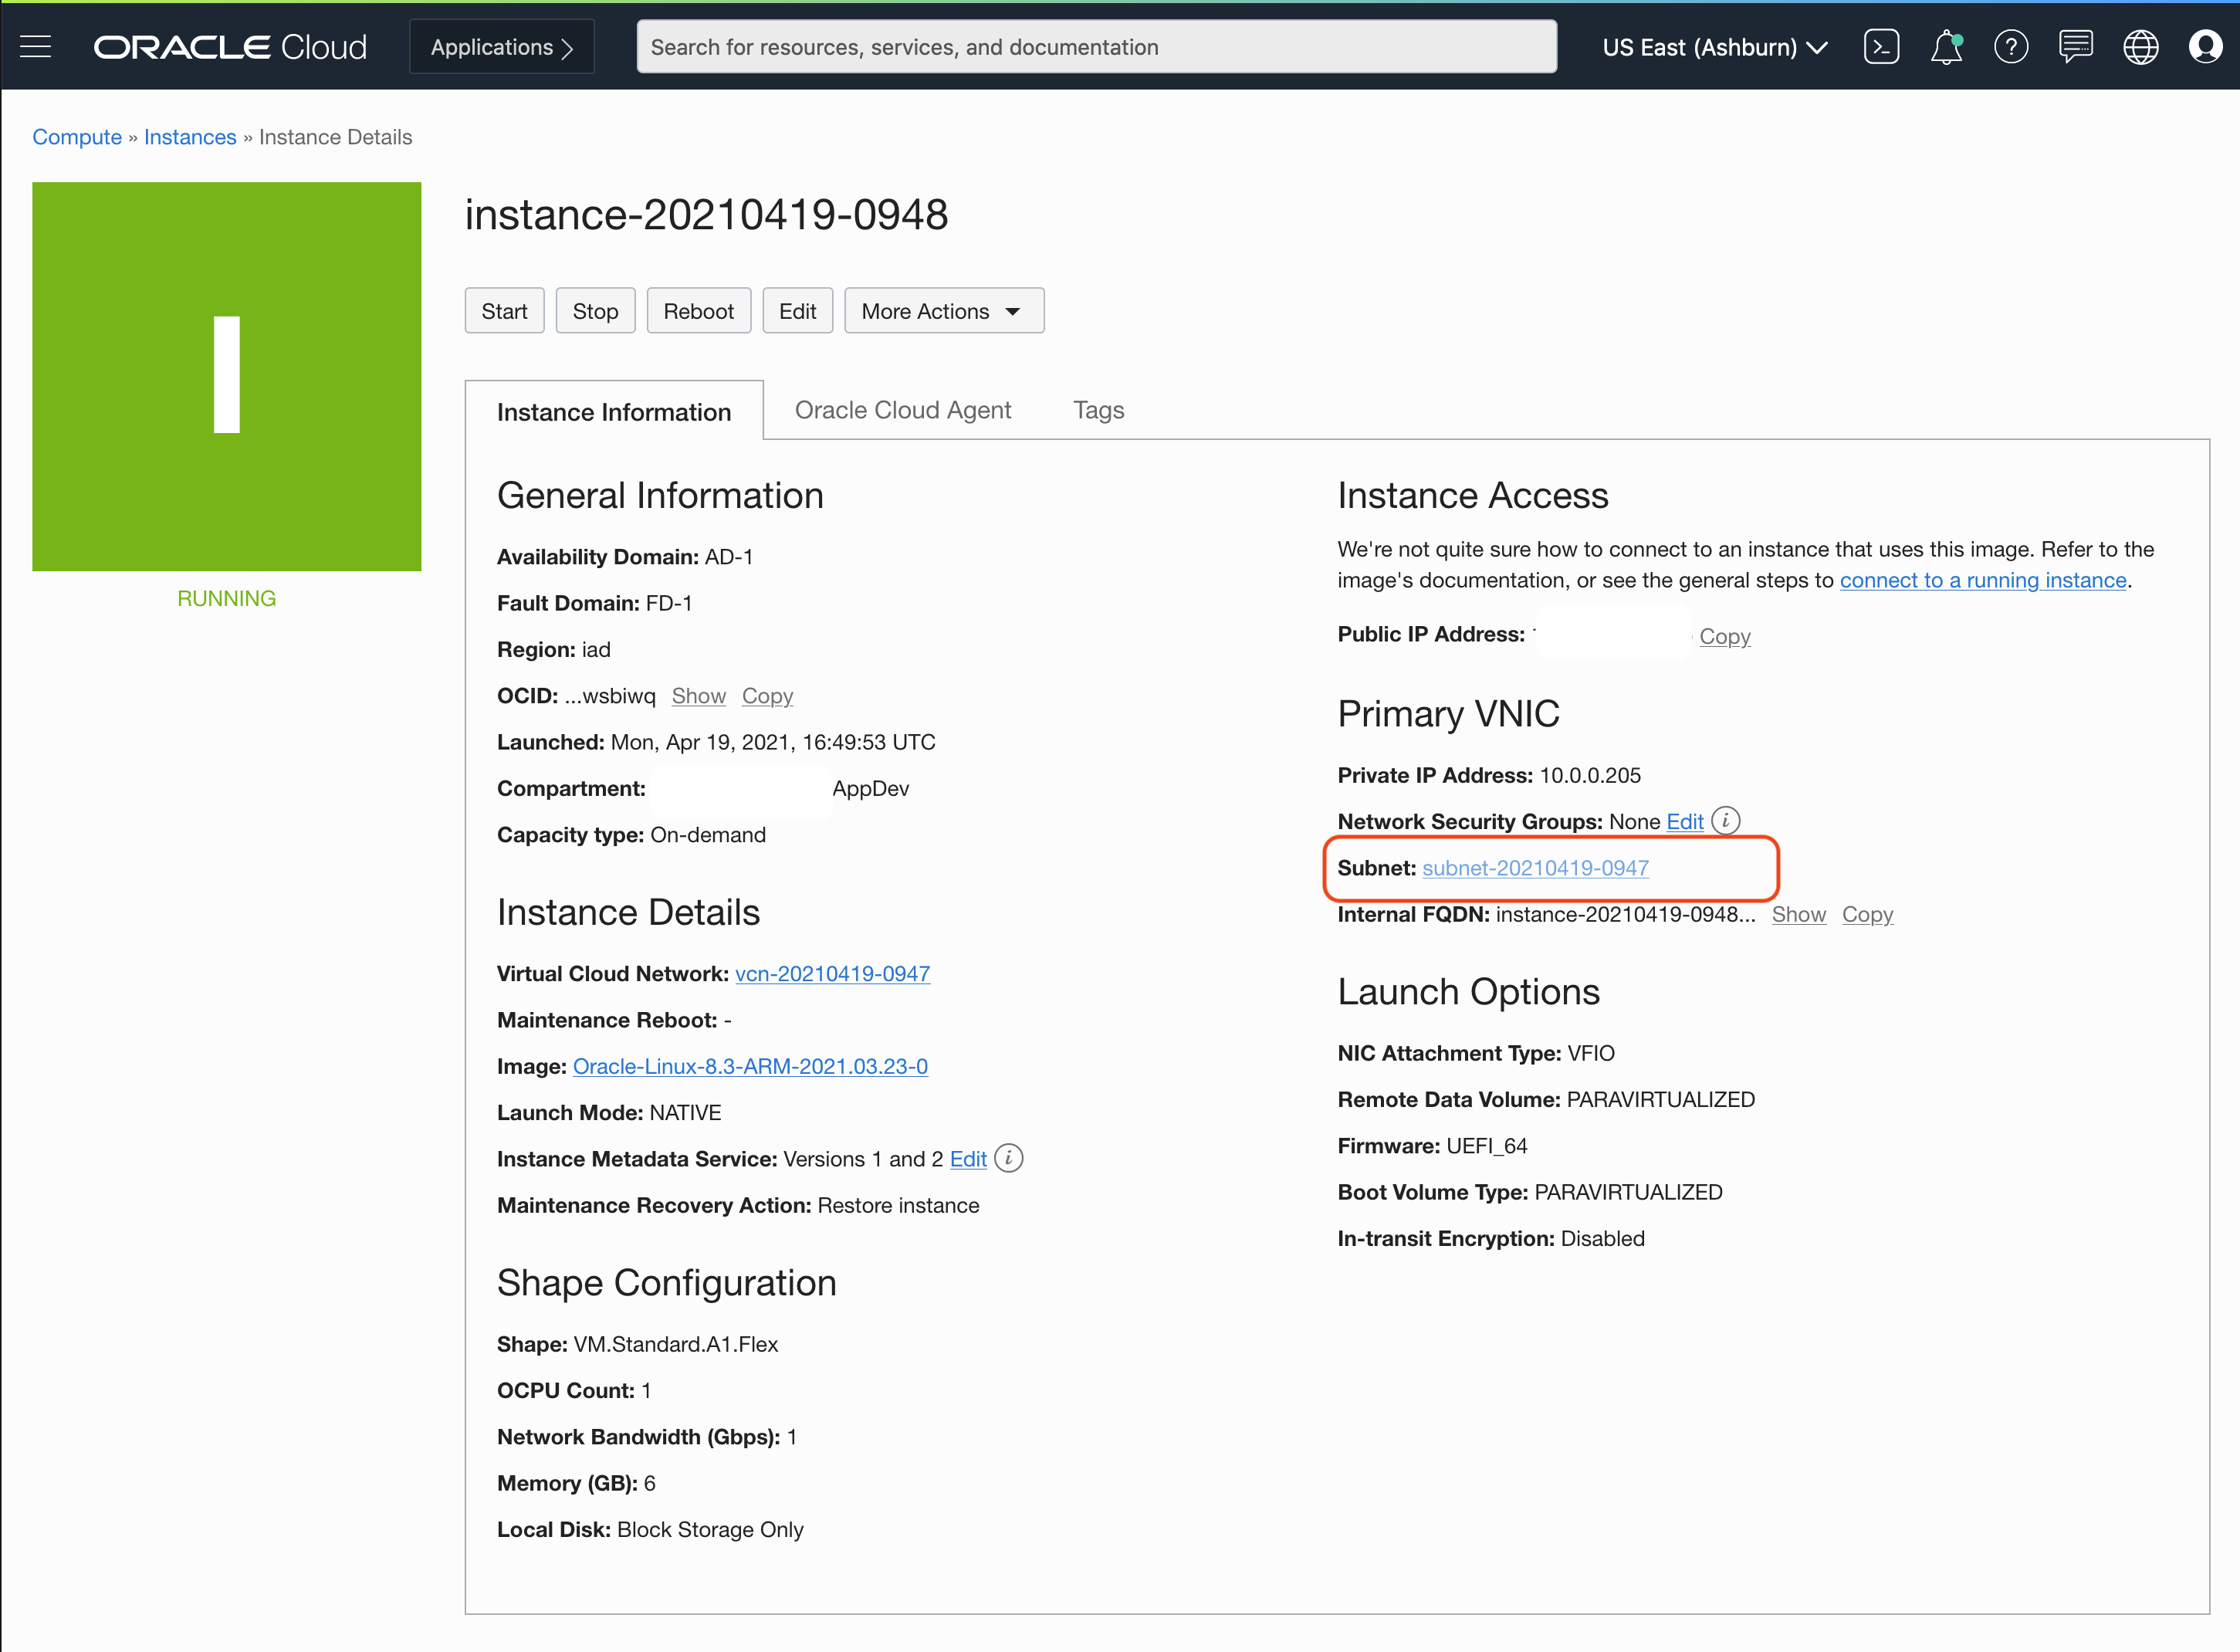 ORACLE Cloud
Applications >
Search for resources, services, and documentation
US East (Ashburn)
Compute » Instances » Instance Details
I
RUNNING
instance-20210419-0948
Start Stop Reboot Edit More Actions
Instance Information Oracle Cloud Agent Tags
General Information
Availability Domain: AD-1
Fault Domain: FD-1
Region: iad
OCID: ...wsbiwq Show Copy
Launched: Mon, Apr 19, 2021, 16:49:53 UTC
Compartment: AppDev
Capacity type: On-demand
Instance Details
Virtual Cloud Network: vcn-20210419-0947
Maintenance Reboot: -
Image: Oracle-Linux-8.3-ARM-2021.03.23-0
Launch Mode: NATIVE
Instance Metadata Service: Versions 1 and 2 Edit i
Maintenance Recovery Action: Restore instance
Shape Configuration
Shape: VM.Standard.A1.Flex
OCPU Count: 1
Network Bandwidth (Gbps): 1
Memory (GB): 6
Local Disk: Block Storage Only
Instance Access
We're not quite sure how to connect to an instance that uses this image. Refer to the
image's documentation, or see the general steps to connect to a running instance.
Public IP Address: Copy
Primary VNIC
Private IP Address: 10.0.0.205
Network Security Groups: None Edit i
Subnet: subnet-20210419-0947
Internal FQDN: instance-20210419-0948... Show Copy
Launch Options
NIC Attachment Type: VFIO
Remote Data Volume: PARAVIRTUALIZED
Firmware: UEFI_64
Boot Volume Type: PARAVIRTUALIZED
In-transit Encryption: Disabled